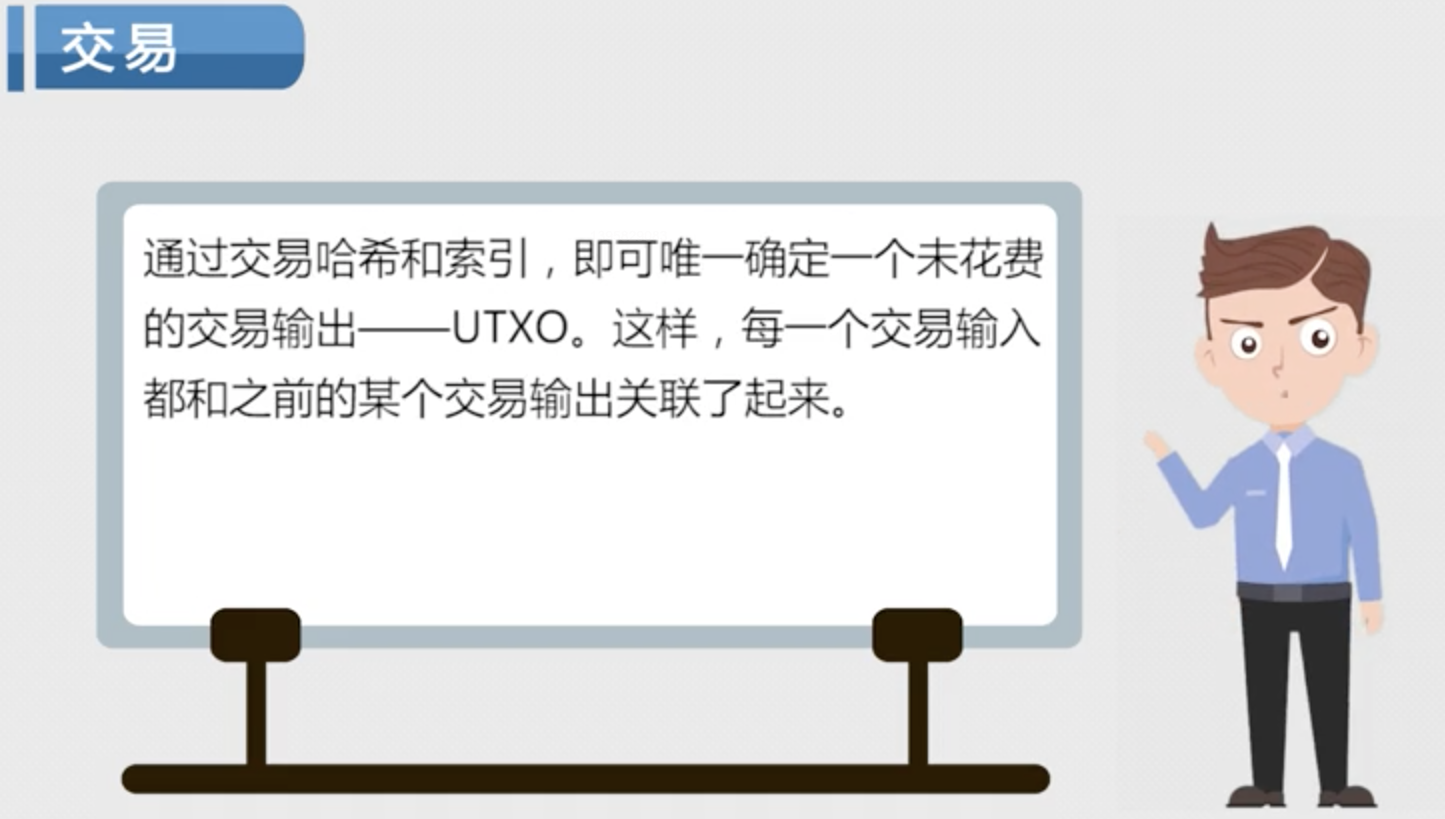 交易
通过交易哈希和索引，即可唯一确定一个未花费
的交易输出——UTXO。这样，每一个交易输入
都和之前的某个交易输出关联了起来。